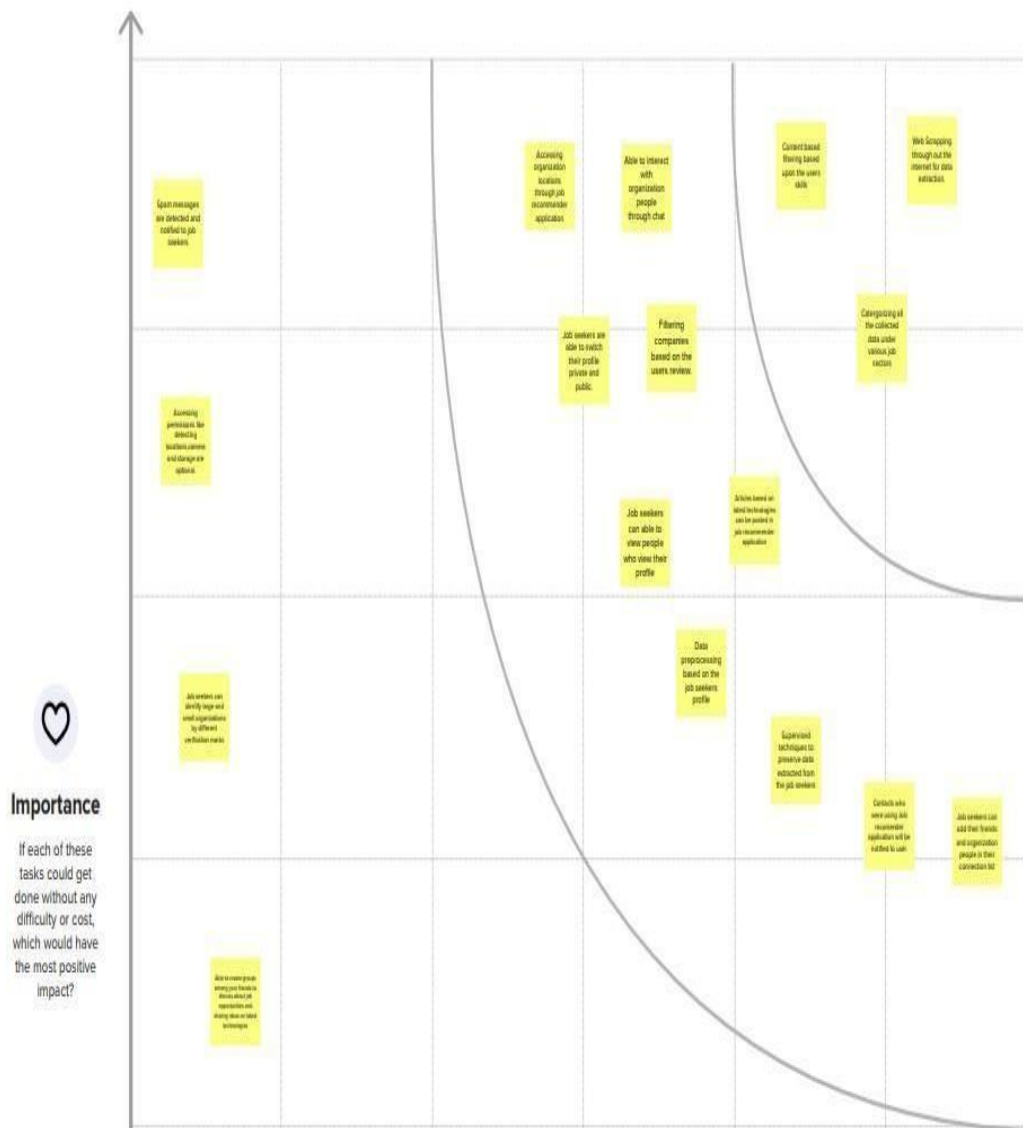 Accessing
organization
locations
through job
recommender
application
Able to interact
with
organization
people
through chat
Content based
filtering based
upon the users
skills
Web Scrapping
through out the
internet for data
extraction.
Spam messages
are detected and
notified to job
seekers
Job seekers are
able to switch
their profile
private and
public.
Filtering
companies
based on the
users review.
Catergorizing all
the collected
data under
various job
sectors
Accessing
permissions like
detecting
locations,camera
and storage are
optional
Job seekers
can able to
view people
who view their
profile
Articles based on
latest technologies
can be posted in
job recommender
application
Data
preprocessing
based on the
job seekers
profile
Job seekers can
identify large and
small organizations
by different
verification marks
Supervised
techniques to
preserve data
extracted from
the job seekers
Contacts who
were using Job
recomender
application will be
notified to user
Job seekers can
add their friends
and organization
people in their
connection list
Importance
If each of these
tasks could get
done without any
difficulty or cost,
which would have
the most positive
impact?
Able to create groups
among your friends to
discuss about job
opportunities and
sharing ideas on latest
technologies